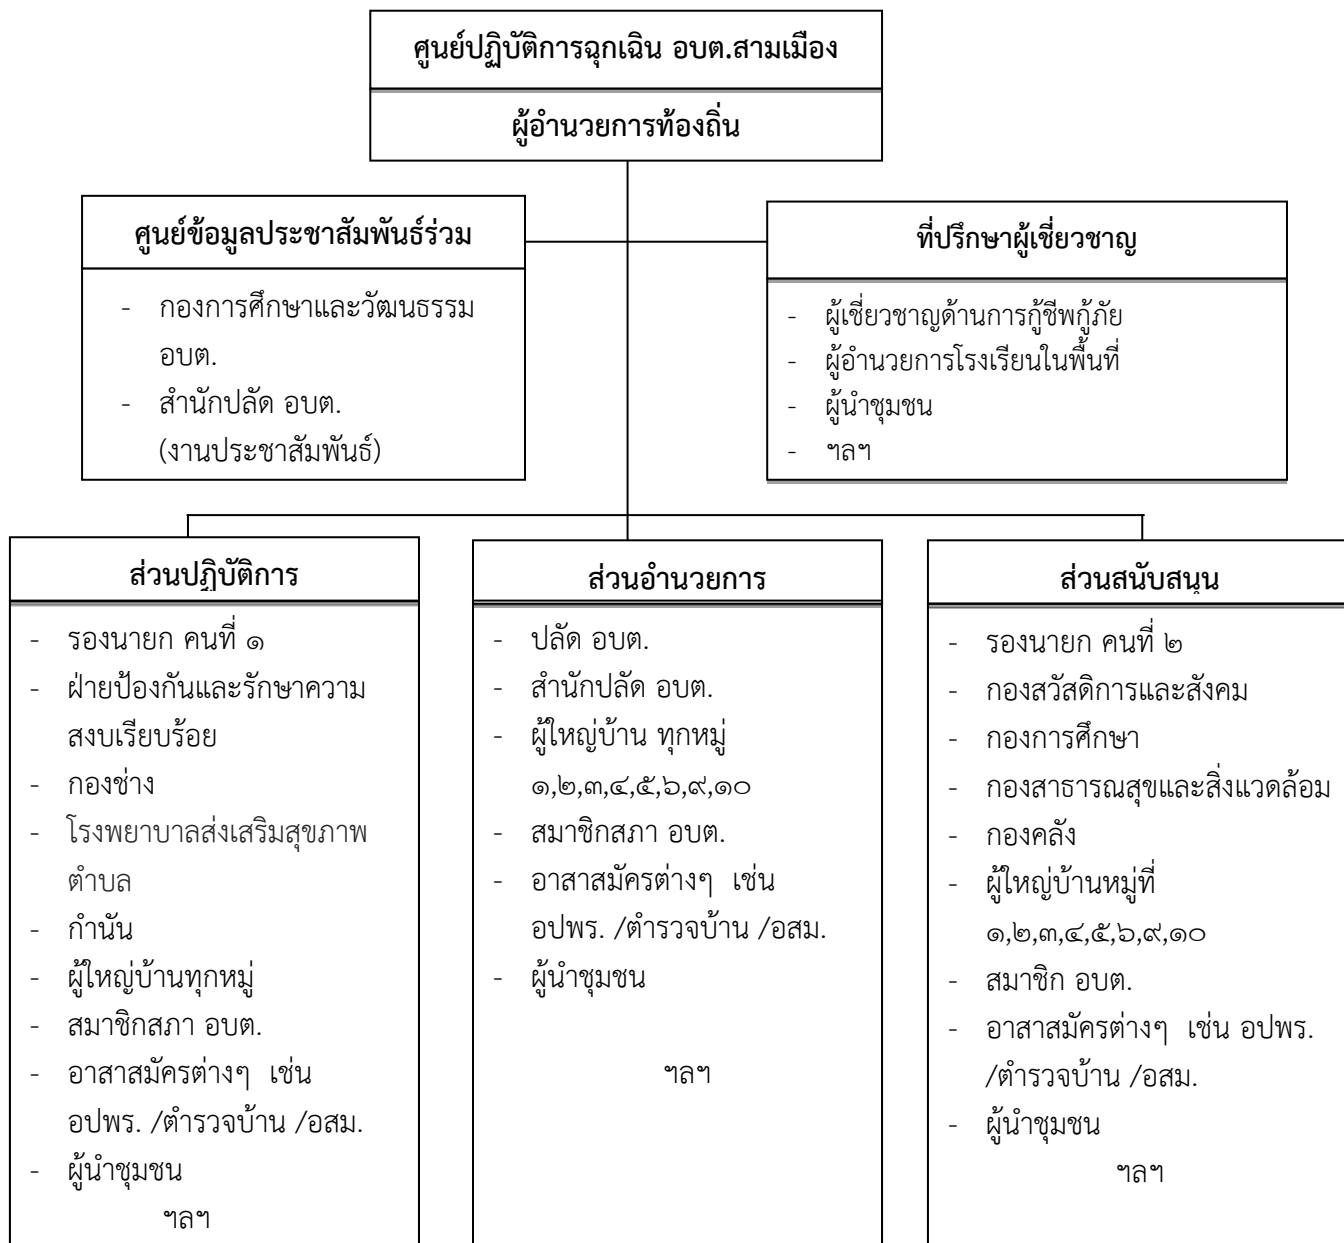 ศูนย์ปฏิบัติการฉุกเฉิน อบต.สามเมือง
ผู้อำนวยการท้องถิ่น
ศูนย์ข้อมูลประชาสัมพันธ์ร่วม
- กองการศึกษาและวัฒนธรรม
อบต.
- สำนักปลัด อบต.
(งานประชาสัมพันธ์)
ที่ปรึกษาผู้เชี่ยวชาญ
- ผู้เชี่ยวชาญด้านการกู้ชีพกู้ภัย
- ผู้อำนวยการโรงเรียนในพื้นที่
- ผู้นำชุมชน
- ฯลฯ
ส่วนปฏิบัติการ
- รองนายก คนที่ ๑
- ฝ่ายป้องกันและรักษาความ
สงบเรียบร้อย
- กองช่าง
- โรงพยาบาลส่งเสริมสุขภาพ
ตำบล
- กำนัน
- ผู้ใหญ่บ้านทุกหมู่
- สมาชิกสภา อบต.
- อาสาสมัครต่างๆ เช่น
อปพร. /ตำรวจบ้าน /อสม.
- ผู้นำชุมชน
ฯลฯ
ส่วนอำนวยการ
- ปลัด อบต.
- สำนักปลัด อบต.
- ผู้ใหญ่บ้าน ทุกหมู่
๑,๒,๓,๔,๕,๖,๙,๑๐
- สมาชิกสภา อบต.
- อาสาสมัครต่างๆ เช่น
อปพร. /ตำรวจบ้าน /อสม.
- ผู้นำชุมชน
ฯลฯ
ส่วนสนับสนุน
- รองนายก คนที่ ๒
- กองสวัสดิการและสังคม
- กองการศึกษา
- กองสาธารณสุขและสิ่งแวดล้อม
- กองคลัง
- ผู้ใหญ่บ้านหมู่ที่
๑,๒,๓,๔,๕,๖,๙,๑๐
- สมาชิก อบต.
- อาสาสมัครต่างๆ เช่น อปพร.
/ตำรวจบ้าน /อสม.
- ผู้นำชุมชน
ฯลฯ